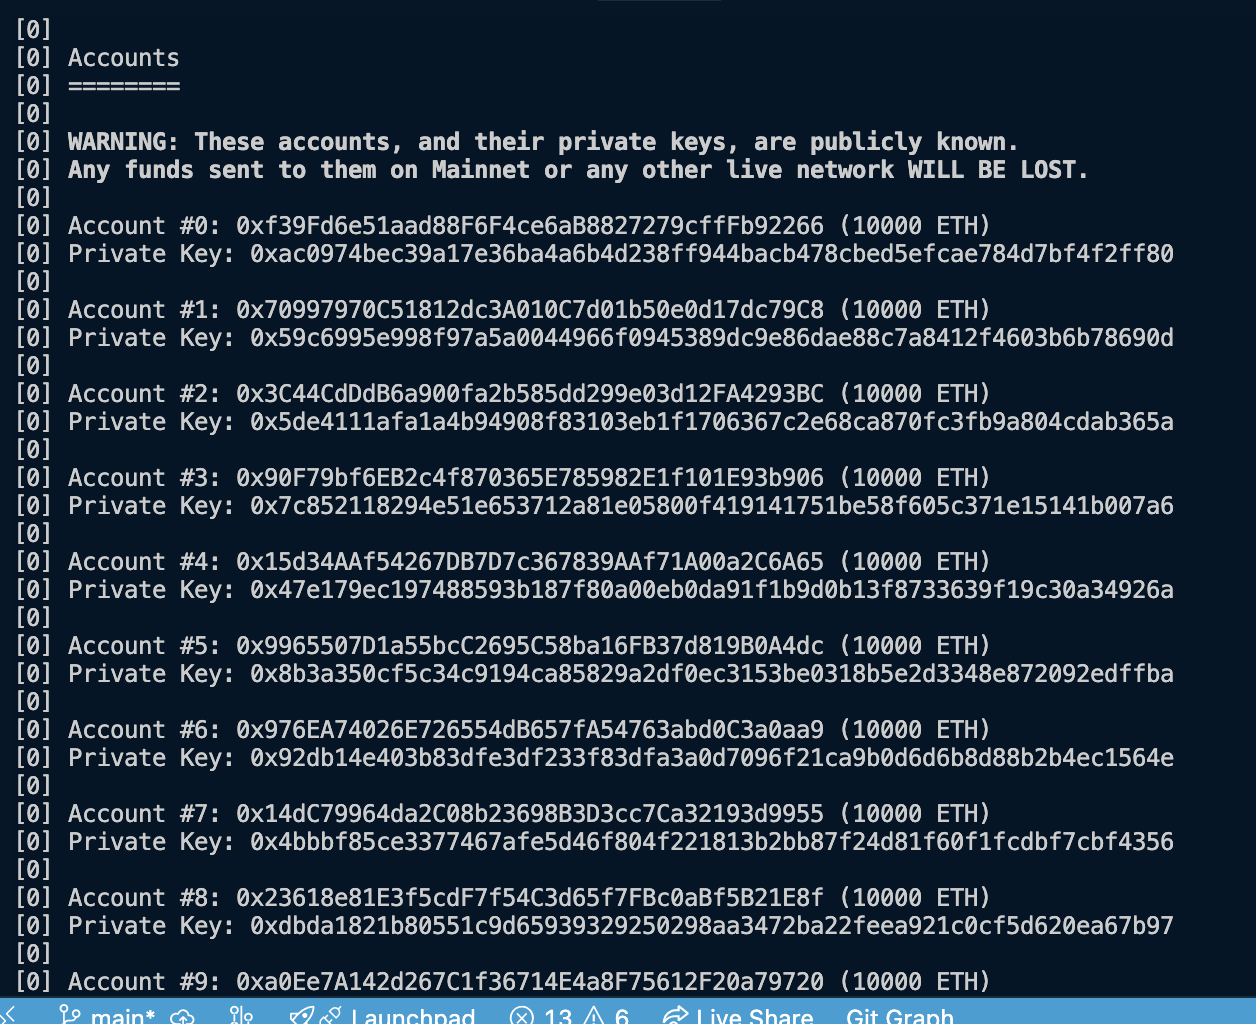 [0]
[0] Accounts
[0] ========
[0]
[0] WARNING: These accounts, and their private keys, are publicly known.
[0] Any funds sent to them on Mainnet or any other live network WILL BE LOST.
[0]
[0] Account #0: 0xf39Fd6e51aad88F6F4ce6aB8827279cffFb92266 (10000 ETH)
[0] Private Key: 0xac0974bec39a17e36ba4a6b4d238ff944bacb478cbed5efcae784d7bf4f2ff80
[0]
[0] Account #1: 0x70997970C51812dc3A010C7d01b50e0d17dc79C8 (10000 ETH)
[0] Private Key: 0x59c6995e998f97a5a0044966f0945389dc9e86dae88c7a8412f4603b6b78690d
[0]
[0] Account #2: 0x3C44CdDdB6a900fa2b585dd299e03d12FA4293BC (10000 ETH)
[0] Private Key: 0x5de4111afa1a4b94908f83103eb1f1706367c2e68ca870fc3fb9a804cdab365a
[0]
[0] Account #3: 0x90F79bf6EB2c4f870365E785982E1f101E93b906 (10000 ETH)
[0] Private Key: 0x7c852118294e51e653712a81e05800f419141751be58f605c371e15141b007a6
[0]
[0] Account #4: 0x15d34AAf54267DB7D7c367839AAf71A00a2C6A65 (10000 ETH)
[0] Private Key: 0x47e179ec197488593b187f80a00eb0da91f1b9d0b13f8733639f19c30a34926a
[0]
[0] Account #5: 0x9965507D1a55bcC2695C58ba16FB37d819B0A4dc (10000 ETH)
[0] Private Key: 0x8b3a350cf5c34c9194ca85829a2df0ec3153be0318b5e2d3348e872092edffba
[0]
[0] Account #6: 0x976EA74026E726554dB657fA54763abd0C3a0aa9 (10000 ETH)
[0] Private Key: 0x92db14e403b83dfe3df233f83dfa3a0d7096f21ca9b0d6d6b8d88b2b4ec1564e
[0]
[0] Account #7: 0x14dC79964da2C08b23698B3D3cc7Ca32193d9955 (10000 ETH)
[0] Private Key: 0x4bbbf85ce3377467afe5d46f804f221813b2bb87f24d81f60f1fcdbf7cbf4356
[0]
[0] Account #8: 0x23618e81E3f5cdF7f54C3d65f7FBc0aBf5B21E8f (10000 ETH)
[0] Private Key: 0xdbda1821b80551c9d65939329250298aa3472ba22feea921c0cf5d620ea67b97
[0]
[0] Account #9: 0xa0Ee7A142d267C1f36714E4a8F75612F20a79720 (10000 ETH)
main* Launchpad 13 6 Live Share Git Graph